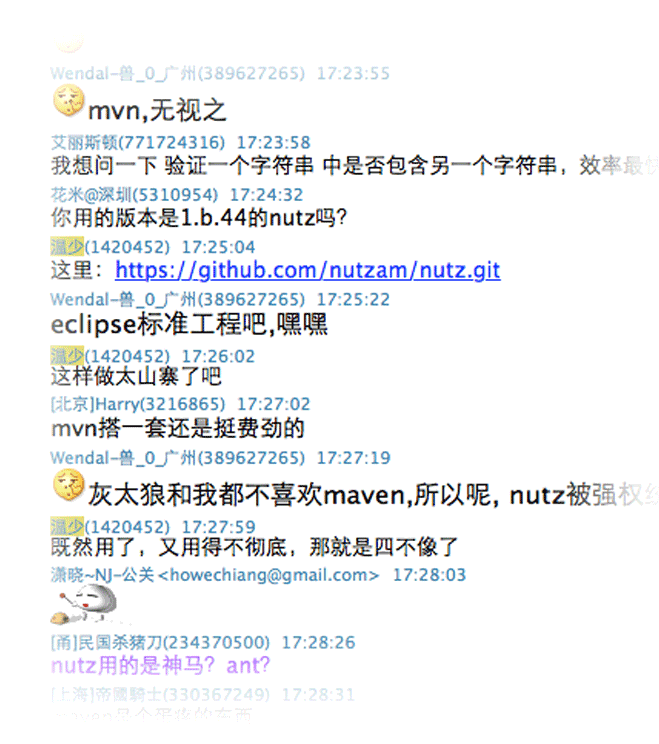 Wendal-兽_0_广州(389627265) 17:23:55
mvn,无视之
艾丽斯顿(771724316) 17:23:58
我想问一下 验证一个字符串 中是否包含另一个字符串，效率最快
花米@深圳(5310954) 17:24:32
你用的版本是1.b.44的nutz吗?
温少(1420452) 17:25:04
这里：https://github.com/nutzam/nutz.git
Wendal-兽_0_广州(389627265) 17:25:22
eclipse标准工程吧,嘿嘿
温少(1420452) 17:26:02
这样做太山寨了吧
[北京]Harry(3216865) 17:27:02
mvn搭一套还是挺费劲的
Wendal-兽_0_广州(389627265) 17:27:19
灰太狼和我都不喜欢maven,所以呢, nutz被强权
温少(1420452) 17:27:59
既然用了，又用得不彻底，那就是四不像了
潇晓~NJ-公关<howechiang@gmail.com> 17:28:03
[甬]民国杀猪刀(234370500) 17:28:26
nutz用的是神马？ant?
[上海]帝國騎士(330367249) 17:28:31